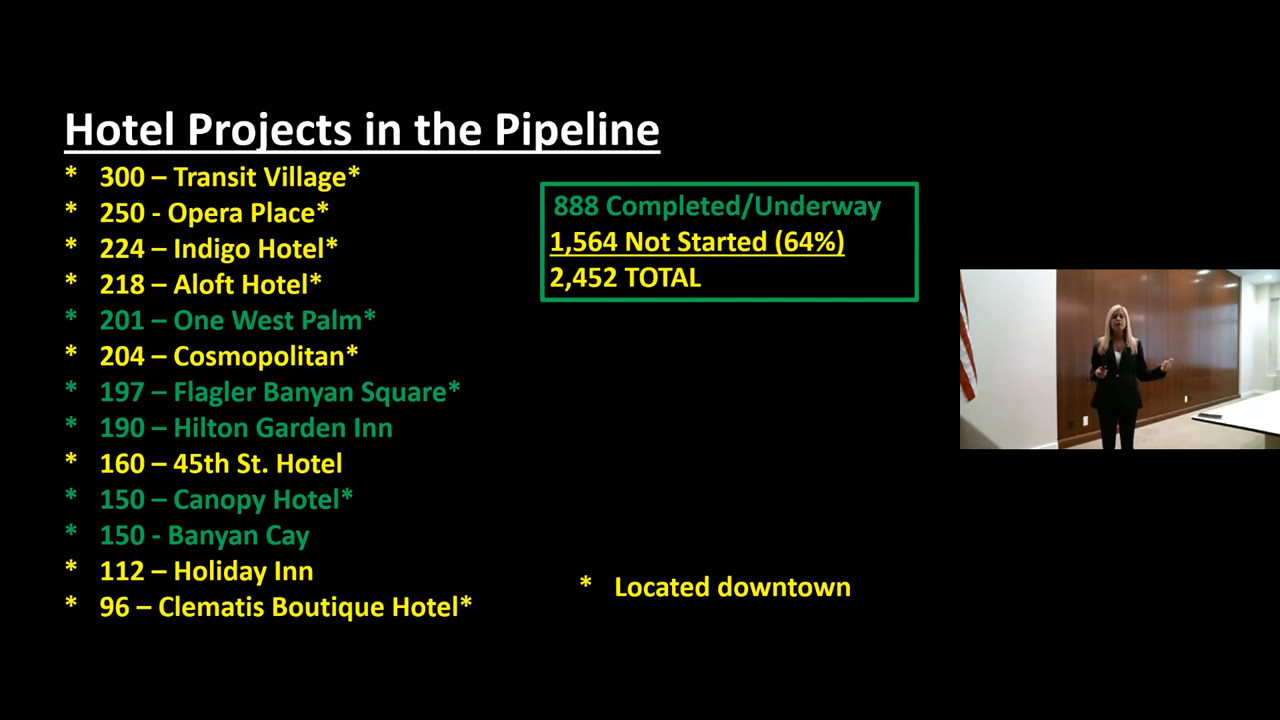 Hotel Projects in the Pipeline
* 300 – Transit Village*
* 250 - Opera Place*
* 224 – Indigo Hotel*
* 218 – Aloft Hotel*
* 201 – One West Palm*
* 204 – Cosmopolitan*
* 197 – Flagler Banyan Square*
* 190 – Hilton Garden Inn
* 160 – 45th St. Hotel
* 150 – Canopy Hotel*
* 150 - Banyan Cay
* 112 – Holiday Inn
* 96 – Clematis Boutique Hotel*
888 Completed/Underway
1,564 Not Started (64%)
2,452 TOTAL
* Located downtown